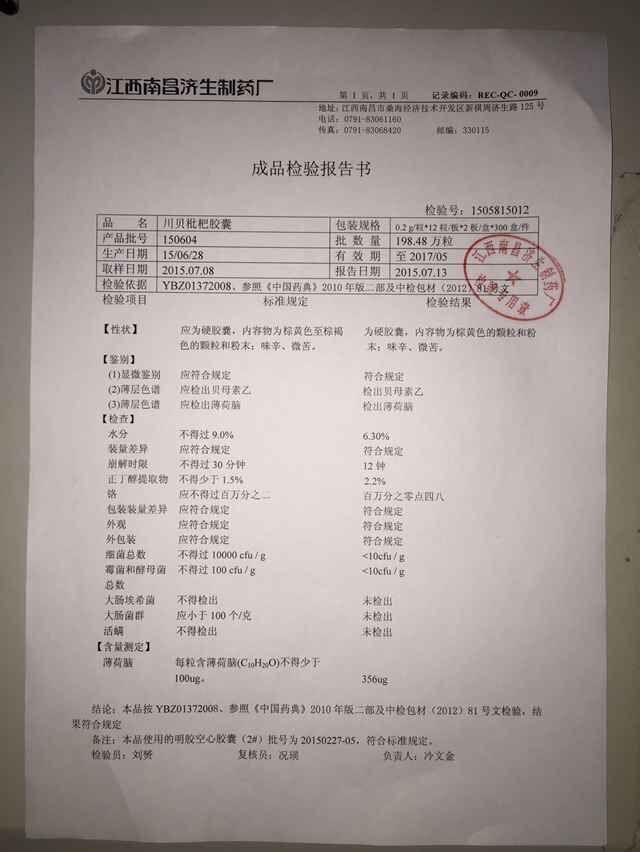 江西南昌济生制药厂
第 1 页，共 1 页 记录编码：REC-QC- 0009
地址：江西南昌市桑海经济技术开发区新祺周济生路 125 号
电话：0791-83061160
传真：0791-83068420 邮编：330115
成品检验报告书
检验号：1505815012
品 名 川贝枇杷胶囊 包装规格 0.2 g/粒*12 粒/板*2 板/盒*300 盒/件
产品批号 150604 批 数 量 198.48 万粒
生产日期 15/06/28 有 效 期 至 2017/05
取样日期 2015.07.08 报告日期 2015.07.13
检验依据 YBZ01372008、参照《中国药典》2010 年版二部及中检包材（2012）81 号文
江西南昌济生制药厂
检验专用章
检验项目 标准规定 检验结果
【性状】 应为硬胶囊，内容物为棕黄色至棕褐 为硬胶囊，内容物为棕黄色的颗粒和粉
色的颗粒和粉末；味辛、微苦。 末；味辛、微苦。
【鉴别】
(1)显微鉴别 应符合规定 符合规定
(2)薄层色谱 应检出贝母素乙 检出贝母素乙
(3)薄层色谱 应检出薄荷脑 检出薄荷脑
【检查】
水分 不得过 9.0% 6.30%
装量差异 应符合规定 符合规定
崩解时限 不得过 30 分钟 12 钟
正丁醇提取物 不得少于 1.5% 2.2%
铬 应不得过百万分之二 百万分之零点四八
包装装量差异 应符合规定 符合规定
外观 应符合规定 符合规定
外包装 应符合规定 符合规定
细菌总数 不得过 10000 cfu / g <10cfu / g
霉菌和酵母菌 不得过 100 cfu / g <10cfu / g
总数
大肠埃希菌 不得检出 未检出
大肠菌群 应小于 100 个/克 未检出
活螨 不得检出 未检出
【含量测定】
薄荷脑 每粒含薄荷脑(C₁₀H₂₀O)不得少于
100ug。 356ug
结论：本品按 YBZ01372008、参照《中国药典》2010 年版二部及中检包材（2012）81 号文检验，结
果符合规定
备注：本品使用的明胶空心胶囊（2#）批号为 20150227-05，符合标准规定。
检验员：刘赟 复核员：况瑛 负责人：冷文金